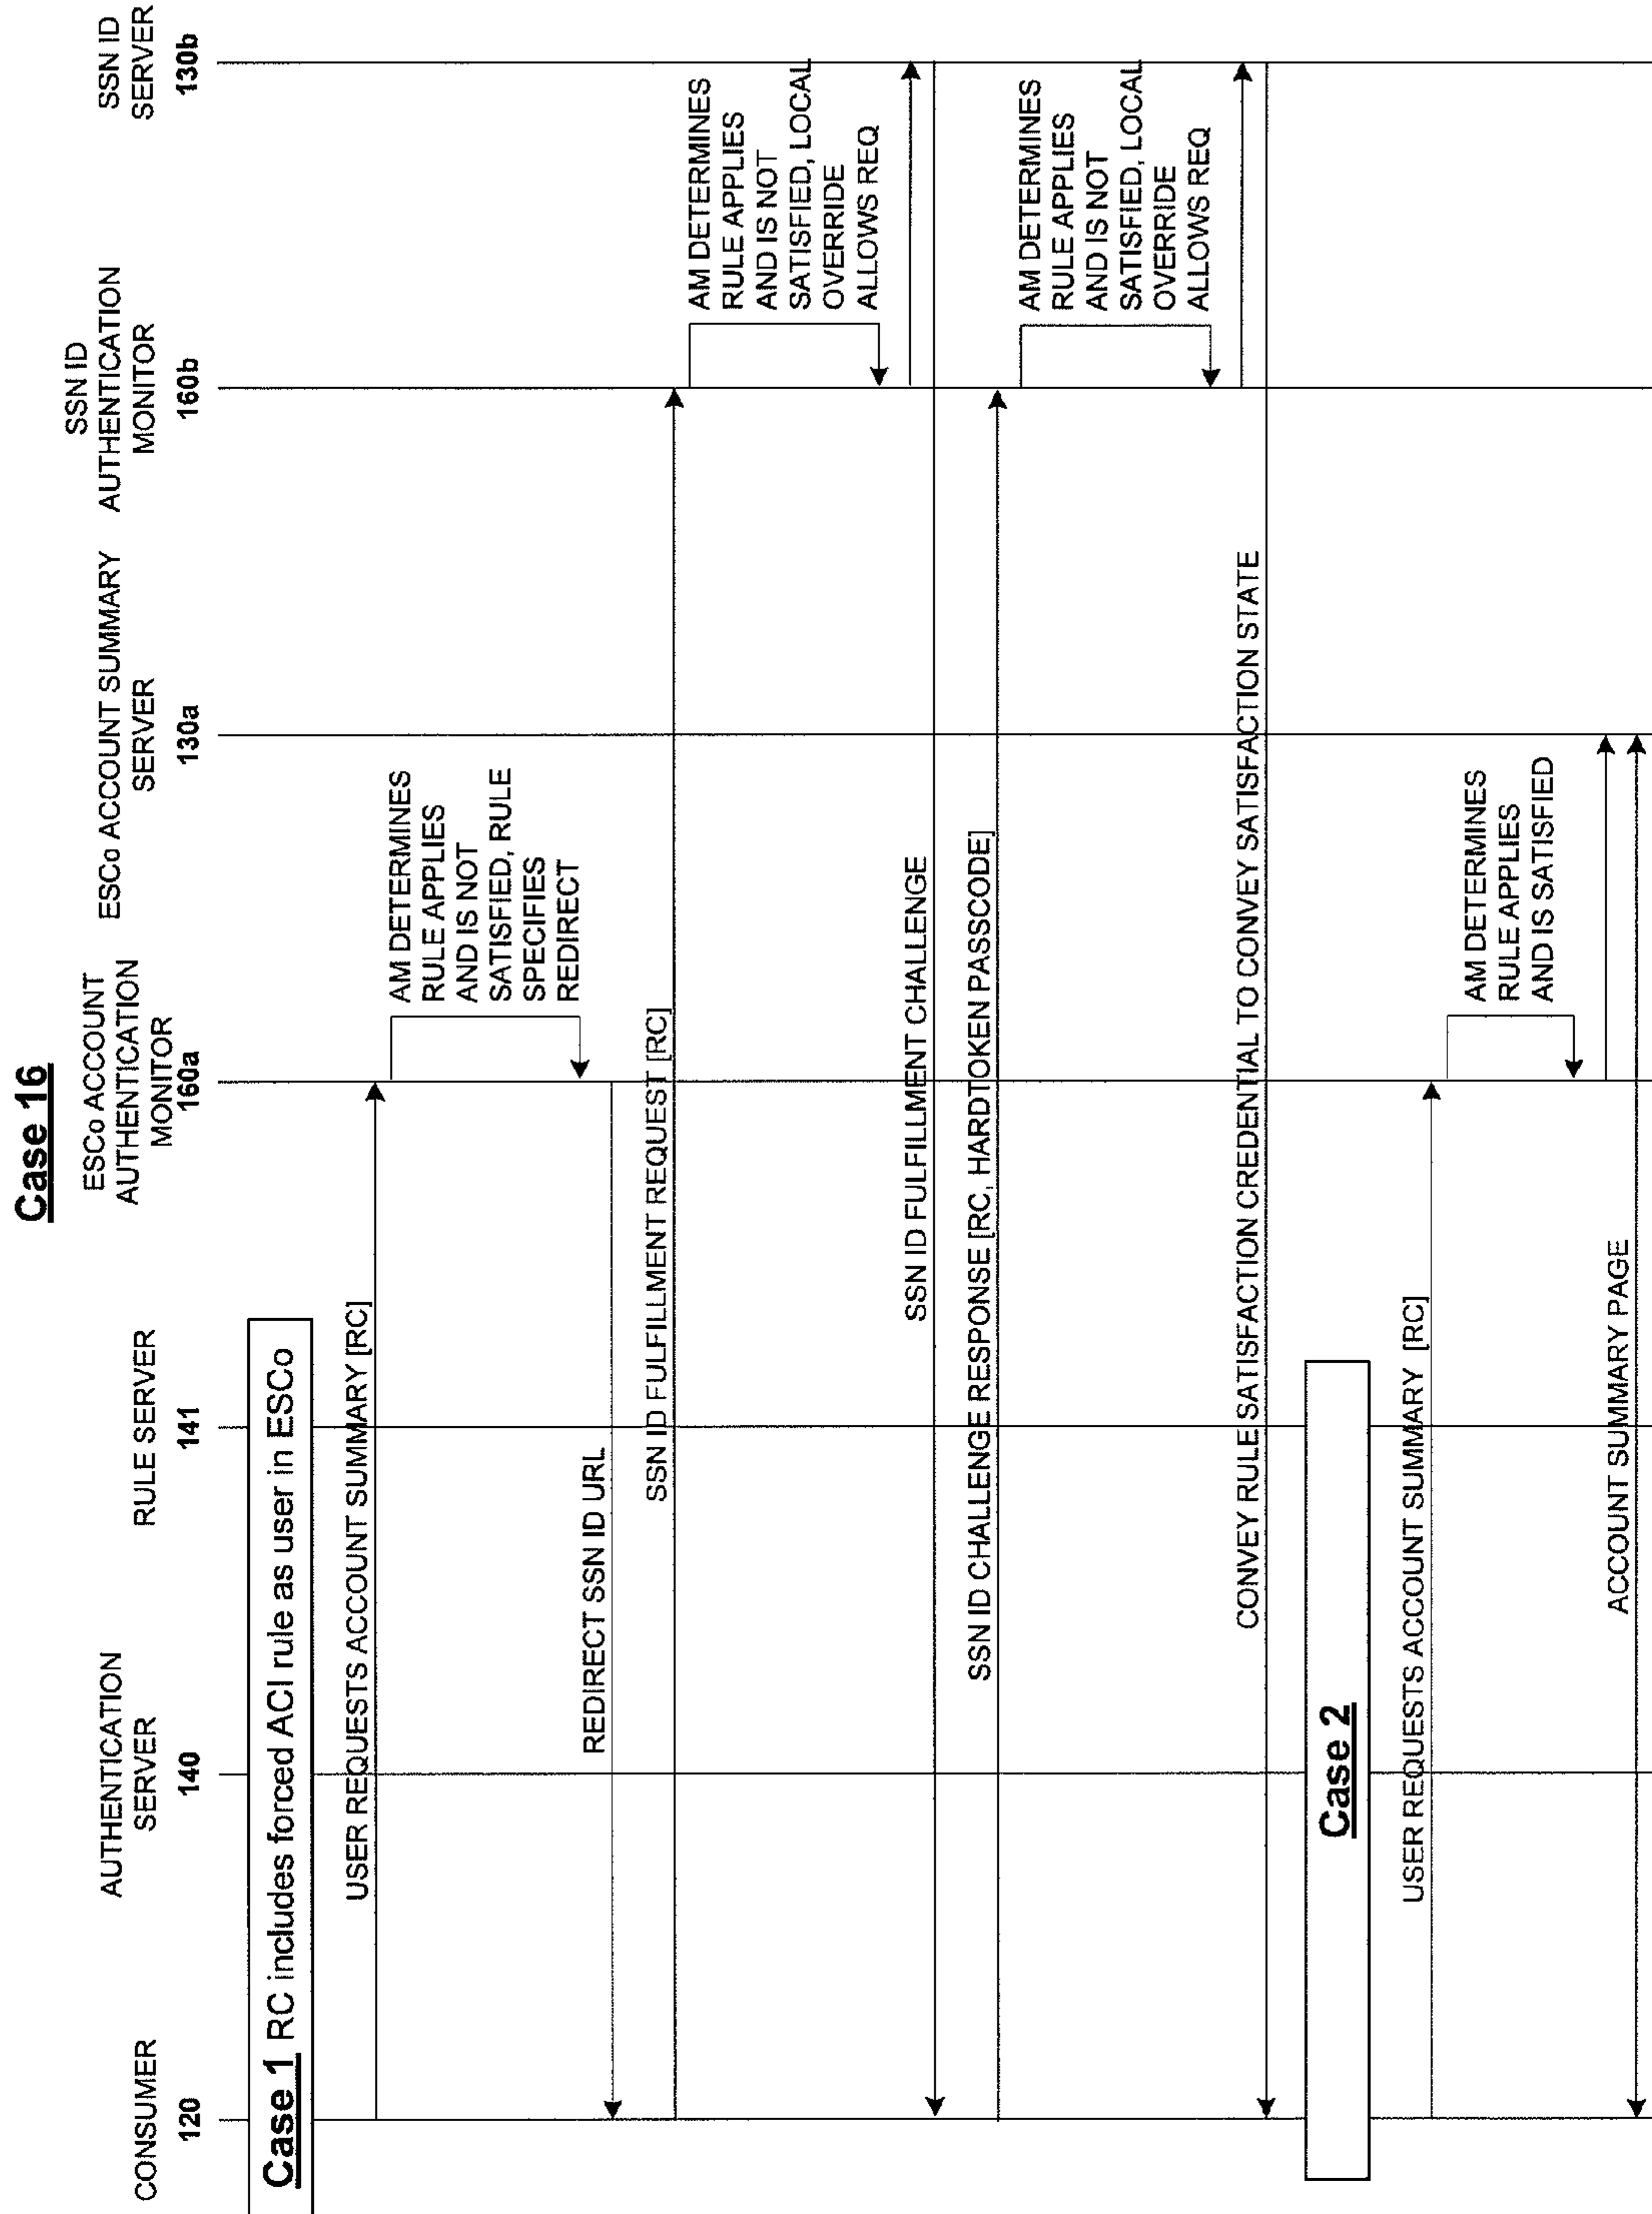 Case 16
CONSUMER
120
AUTHENTICATION
SERVER
140
RULE SERVER
141
ESCo ACCOUNT
AUTHENTICATION
MONITOR
160a
ESCo ACCOUNT SUMMARY
SERVER
130a
SSN ID
AUTHENTICATION
MONITOR
160b
SSN ID
SERVER
130b
Case 1 RC includes forced ACI rule as user in ESCo
USER REQUESTS ACCOUNT SUMMARY [RC]
AM DETERMINES
RULE APPLIES
AND IS NOT
SATISFIED, RULE
SPECIFIES
REDIRECT
REDIRECT SSN ID URL
SSN ID FULFILLMENT REQUEST [RC]
AM DETERMINES
RULE APPLIES
AND IS NOT
SATISFIED, LOCAL
OVERRIDE
ALLOWS REQ
SSN ID FULFILLMENT CHALLENGE
SSN ID CHALLENGE RESPONSE [RC, HARDTOKEN PASSCODE]
AM DETERMINES
RULE APPLIES
AND IS NOT
SATISFIED, LOCAL
OVERRIDE
ALLOWS REQ
CONVEY RULE SATISFACTION CREDENTIAL TO CONVEY SATISFACTION STATE
Case 2
USER REQUESTS ACCOUNT SUMMARY [RC]
AM DETERMINES
RULE APPLIES
AND IS SATISFIED
ACCOUNT SUMMARY PAGE